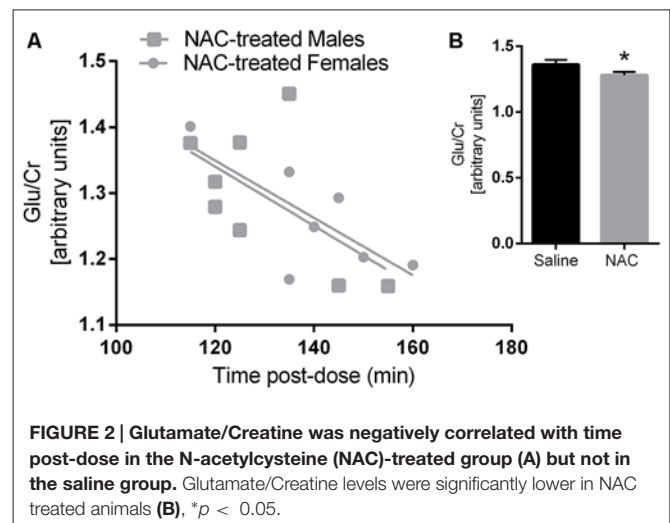 A
NAC-treated Males
NAC-treated Females
Glu/Cr
[arbitrary units]
1.5
1.4
1.3
1.2
1.1
100
120
140
160
180
Time post-dose (min)
B
Glu/Cr
[arbitrary units]
1.5
1.3
0.5
0.0
*
Saline
NAC
FIGURE 2 | Glutamate/Creatine was negatively correlated with time
post-dose in the N-acetylcysteine (NAC)-treated group (A) but not in
the saline group. Glutamate/Creatine levels were significantly lower in NAC
treated animals (B), *p < 0.05.